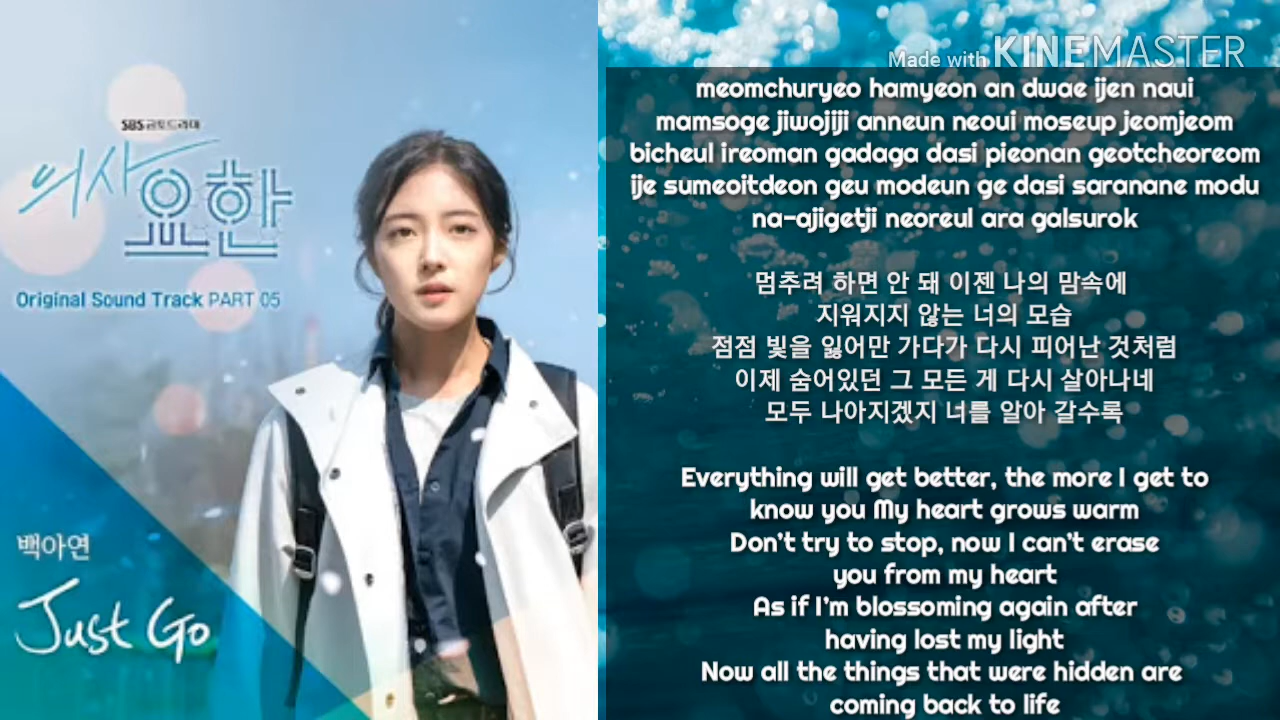 SBS 금토드라마
의사 요한
Original Sound Track PART 05
백아연
Just Go
Made with KINEMASTER
meomchuryeo hamyeon an dwae ijen naui
mamsoge jiwojiji anneun neoui moseup jeomjeom
bicheul ireoman gadaga dasi pieonan geotcheoreom
ije sumeoitdeon geu modeun ge dasi saranane modu
na-ajigetji neoreul ara galsurok
멈추려 하면 안 돼 이젠 나의 맘속에
지워지지 않는 너의 모습
점점 빛을 잃어만 가다가 다시 피어난 것처럼
이제 숨어있던 그 모든 게 다시 살아나네
모두 나아지겠지 너를 알아 갈수록
Everything will get better, the more I get to
know you My heart grows warm
Don't try to stop, now I can't erase
you from my heart
As if I'm blossoming again after
having lost my light
Now all the things that were hidden are
coming back to life